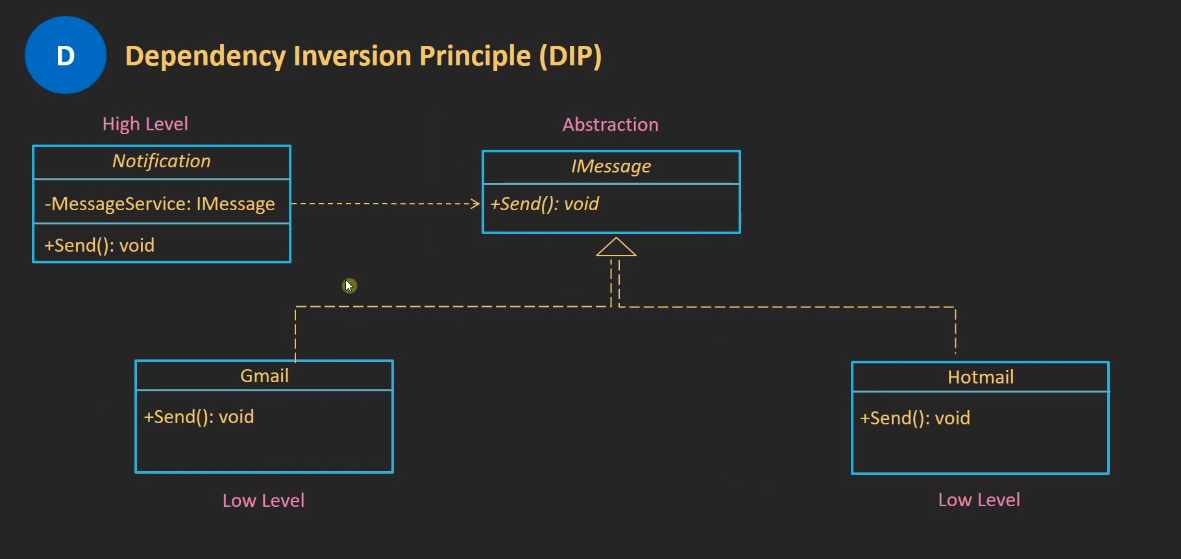 D
Dependency Inversion Principle (DIP)
High Level
Notification
-MessageService: IMessage
+Send(): void
Abstraction
IMessage
+Send(): void
Gmail
+Send(): void
Low Level
Hotmail
+Send(): void
Low Level